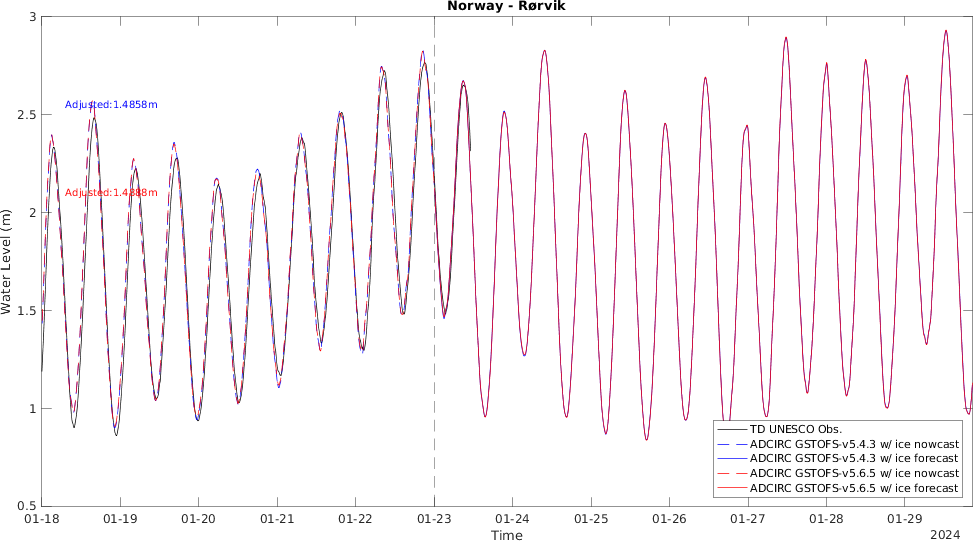 Norway - Rørvik
3
2.5
2
1.5
1
0.5
Water Level (m)
Adjusted:1.4858m
Adjusted:1.4388m
TD UNESCO Obs.
ADCIRC GSTOFS-v5.4.3 w/ ice nowcast
ADCIRC GSTOFS-v5.4.3 w/ ice forecast
ADCIRC GSTOFS-v5.6.5 w/ ice nowcast
ADCIRC GSTOFS-v5.6.5 w/ ice forecast
01-18 01-19 01-20 01-21 01-22 01-23 01-24 01-25 01-26 01-27 01-28 01-29
Time
2024